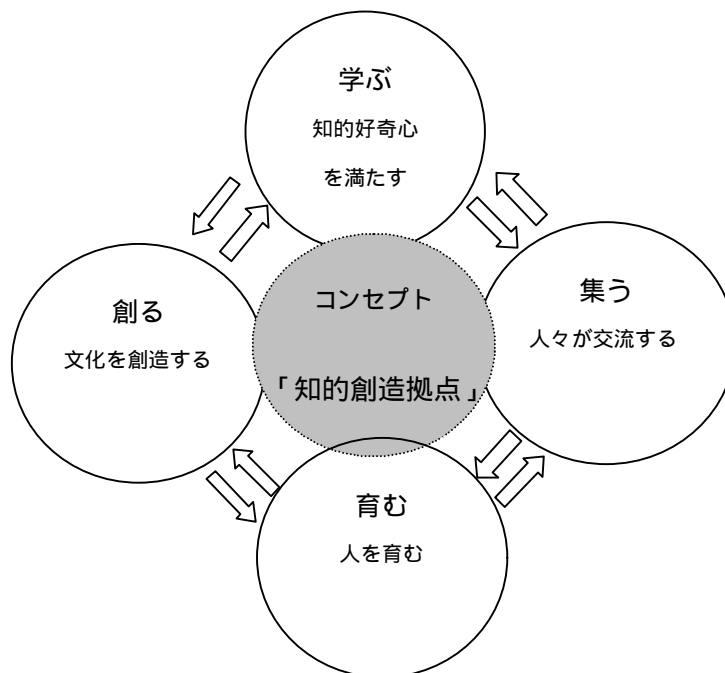 学ぶ
知的好奇心
を満たす
コンセプト
「知的創造拠点」
創る
文化を創造する
集う
人々が交流する
育む
人を育む